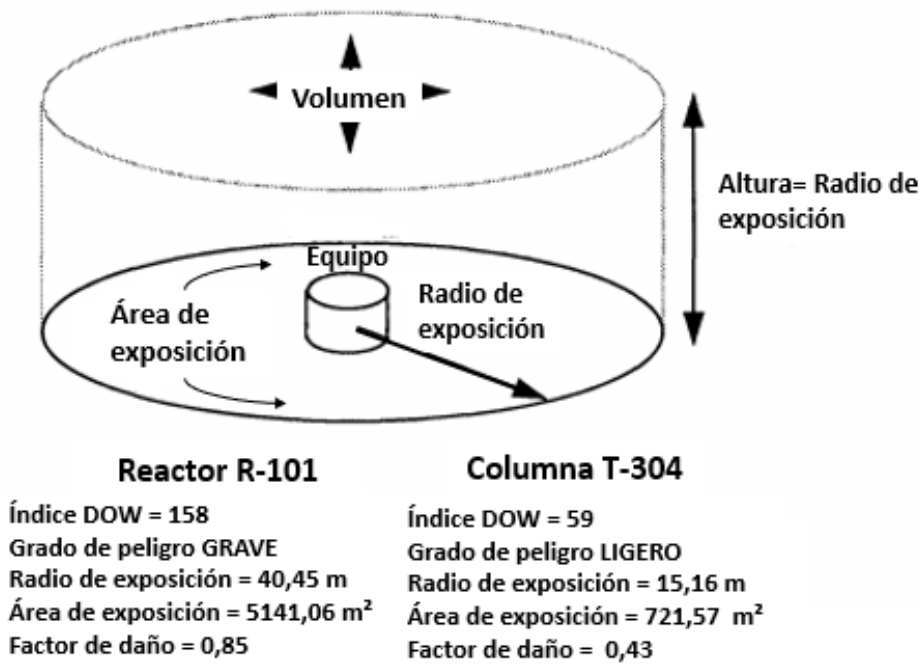 Volumen
Altura= Radio de
exposición
Equipo
Radio de
exposición
Área de
exposición
Reactor R-101
Índice DOW = 158
Grado de peligro GRAVE
Radio de exposición = 40,45 m
Área de exposición = 5141,06 m²
Factor de daño = 0,85
Columna T-304
Índice DOW = 59
Grado de peligro LIGERO
Radio de exposición = 15,16 m
Área de exposición = 721,57 m²
Factor de daño = 0,43